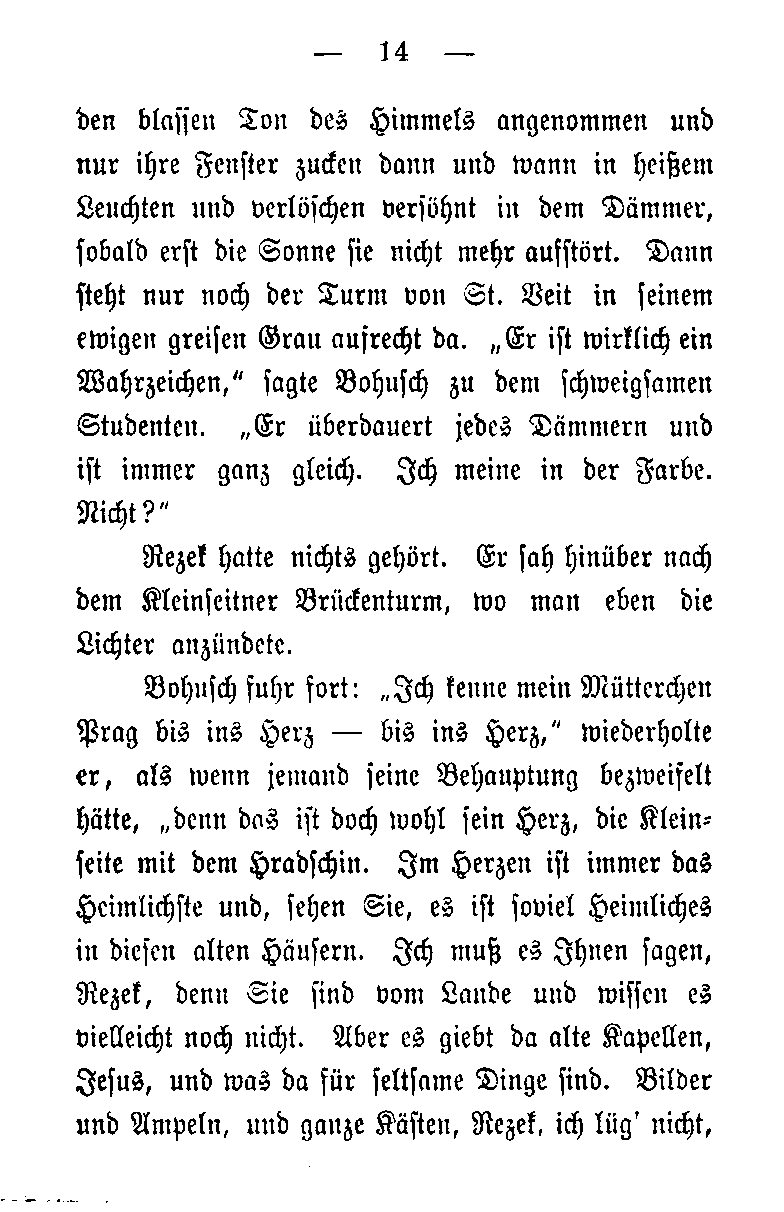 — 14 —
den blassen Ton des Himmels angenommen und
nur ihre Fenster zucken dann und wann in heißem
Leuchten und verlöschen versöhnt in dem Dämmer,
sobald erst die Sonne sie nicht mehr aufstört. Dann
steht nur noch der Turm von St. Veit in seinem
ewigen greisen Grau aufrecht da. „Er ist wirklich ein
Wahrzeichen,“ sagte Bohusch zu dem schweigsamen
Studenten. „Er überdauert jedes Dämmern und
ist immer ganz gleich. Ich meine in der Farbe.
Nicht?“
Rezek hatte nichts gehört. Er sah hinüber nach
dem Kleinseitner Brückenturm, wo man eben die
Lichter anzündete.
Bohusch fuhr fort: „Ich kenne mein Mütterchen
Prag bis ins Herz — bis ins Herz,“ wiederholte
er, als wenn jemand seine Behauptung bezweifelt
hätte, „denn das ist doch wohl sein Herz, die Klein-
seite mit dem Hradschin. Im Herzen ist immer das
Heimlichste und, sehen Sie, es ist soviel Heimliches
in diesen alten Häusern. Ich muß es Ihnen sagen,
Rezek, denn Sie sind vom Lande und wissen es
vielleicht noch nicht. Aber es giebt da alte Kapellen,
Jesus, und was da für seltsame Dinge sind. Bilder
und Ampeln, und ganze Kästen, Rezek, ich lüg' nicht,